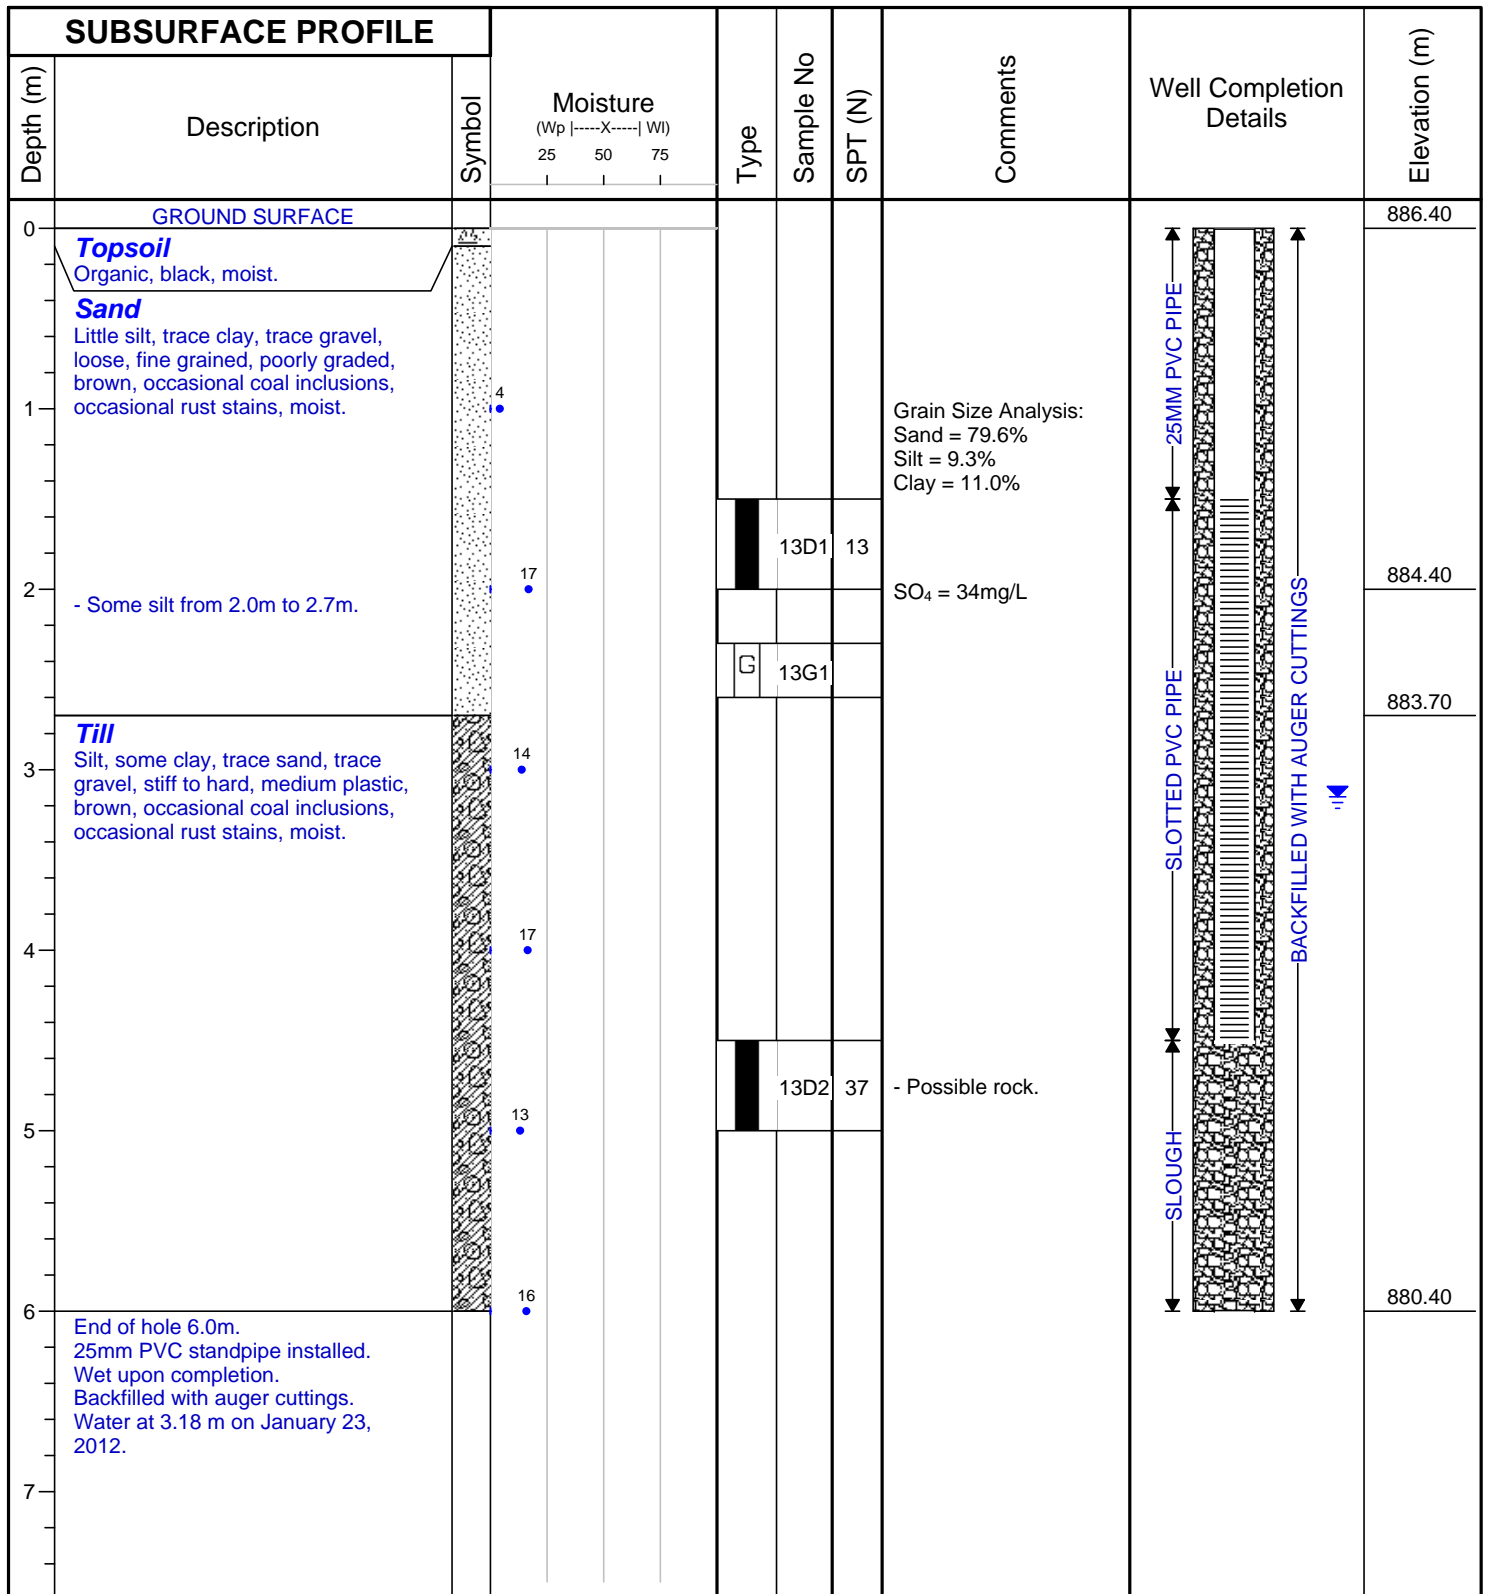 SUBSURFACE PROFILE
Depth (m)
Description
Symbol
Moisture
(Wp |-----X-----| Wl)
25 50 75
Type
Sample No
SPT (N)
Comments
Well Completion
Details
Elevation (m)
GROUND SURFACE
886.40
0
Topsoil
Organic, black, moist.
Sand
Little silt, trace clay, trace gravel,
loose, fine grained, poorly graded,
brown, occasional coal inclusions,
occasional rust stains, moist.
4
1
Grain Size Analysis:
Sand = 79.6%
Silt = 9.3%
Clay = 11.0%
25MM PVC PIPE
13D1 13
17
2
- Some silt from 2.0m to 2.7m.
SO₄ = 34mg/L
884.40
G 13G1
883.70
Till
Silt, some clay, trace sand, trace
gravel, stiff to hard, medium plastic,
brown, occasional coal inclusions,
occasional rust stains, moist.
14
3
SLOTTED PVC PIPE
BACKFILLED WITH AUGER CUTTINGS
17
4
13D2 37
- Possible rock.
13
5
SLOUGH
16
6
880.40
End of hole 6.0m.
25mm PVC standpipe installed.
Wet upon completion.
Backfilled with auger cuttings.
Water at 3.18 m on January 23,
2012.
7